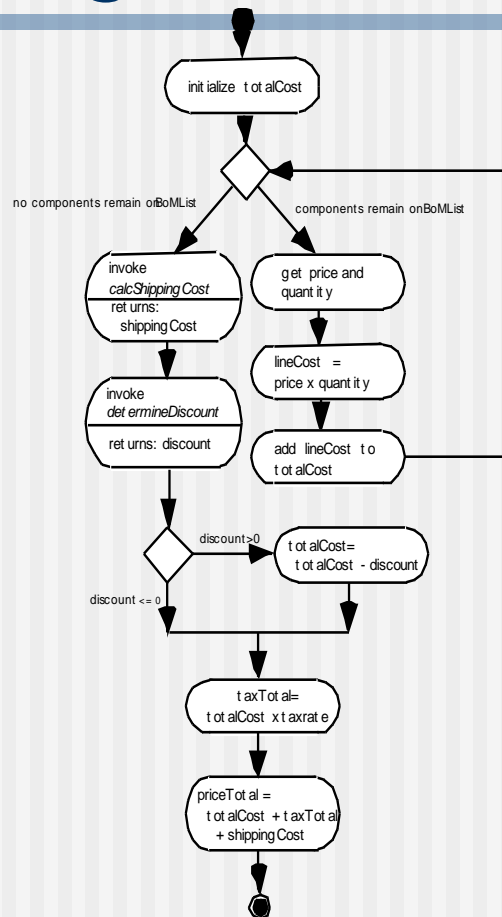 initialize totalCost
no components remain onBoMList
components remain onBoMList
invoke
calcShippingCost
returns:
shippingCost
get price and
quantity
lineCost =
price x quantity
invoke
determineDiscount
returns: discount
add lineCost to
totalCost
discount>0
totalCost=
totalCost - discount
discount <= 0
taxTotal=
totalCost x taxrate
priceTotal =
totalCost + taxTotal
+ shippingCost